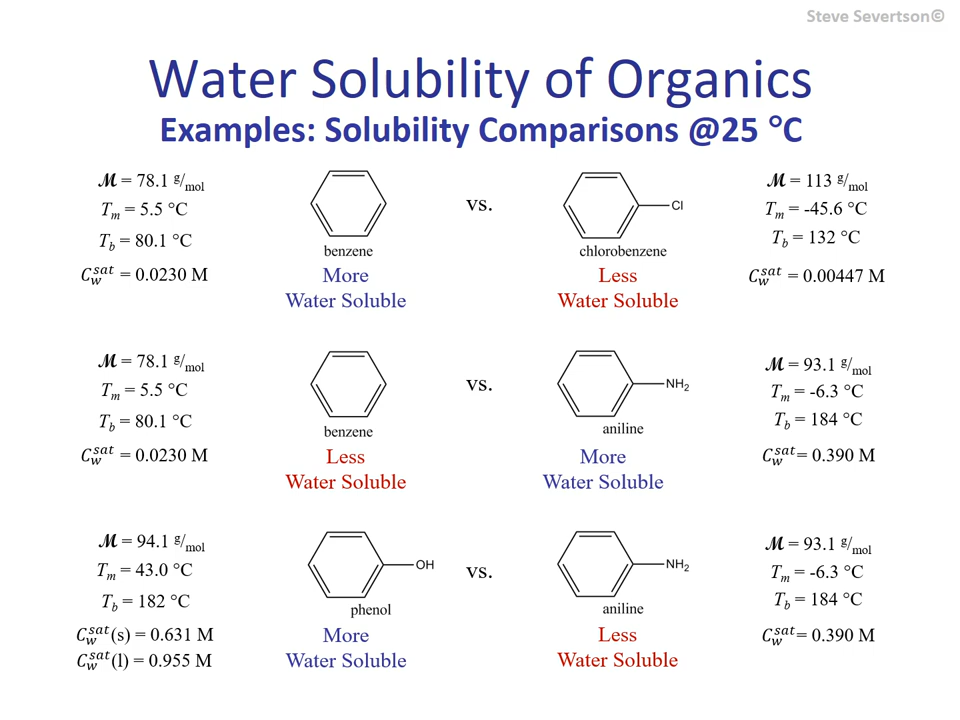 Steve Severtson©
Water Solubility of Organics
Examples: Solubility Comparisons @25 °C
ℳ = 78.1 g/mol
Tm = 5.5 °C
Tb = 80.1 °C
Cwsat = 0.0230 M
benzene
More
Water Soluble
vs.
Cl
chlorobenzene
Less
Water Soluble
ℳ = 113 g/mol
Tm = -45.6 °C
Tb = 132 °C
Cwsat = 0.00447 M
ℳ = 78.1 g/mol
Tm = 5.5 °C
Tb = 80.1 °C
Cwsat = 0.0230 M
benzene
Less
Water Soluble
vs.
NH2
aniline
More
Water Soluble
ℳ = 93.1 g/mol
Tm = -6.3 °C
Tb = 184 °C
Cwsat = 0.390 M
ℳ = 94.1 g/mol
Tm = 43.0 °C
Tb = 182 °C
Cwsat(s) = 0.631 M
Cwsat(l) = 0.955 M
OH
phenol
More
Water Soluble
vs.
NH2
aniline
Less
Water Soluble
ℳ = 93.1 g/mol
Tm = -6.3 °C
Tb = 184 °C
Cwsat = 0.390 M